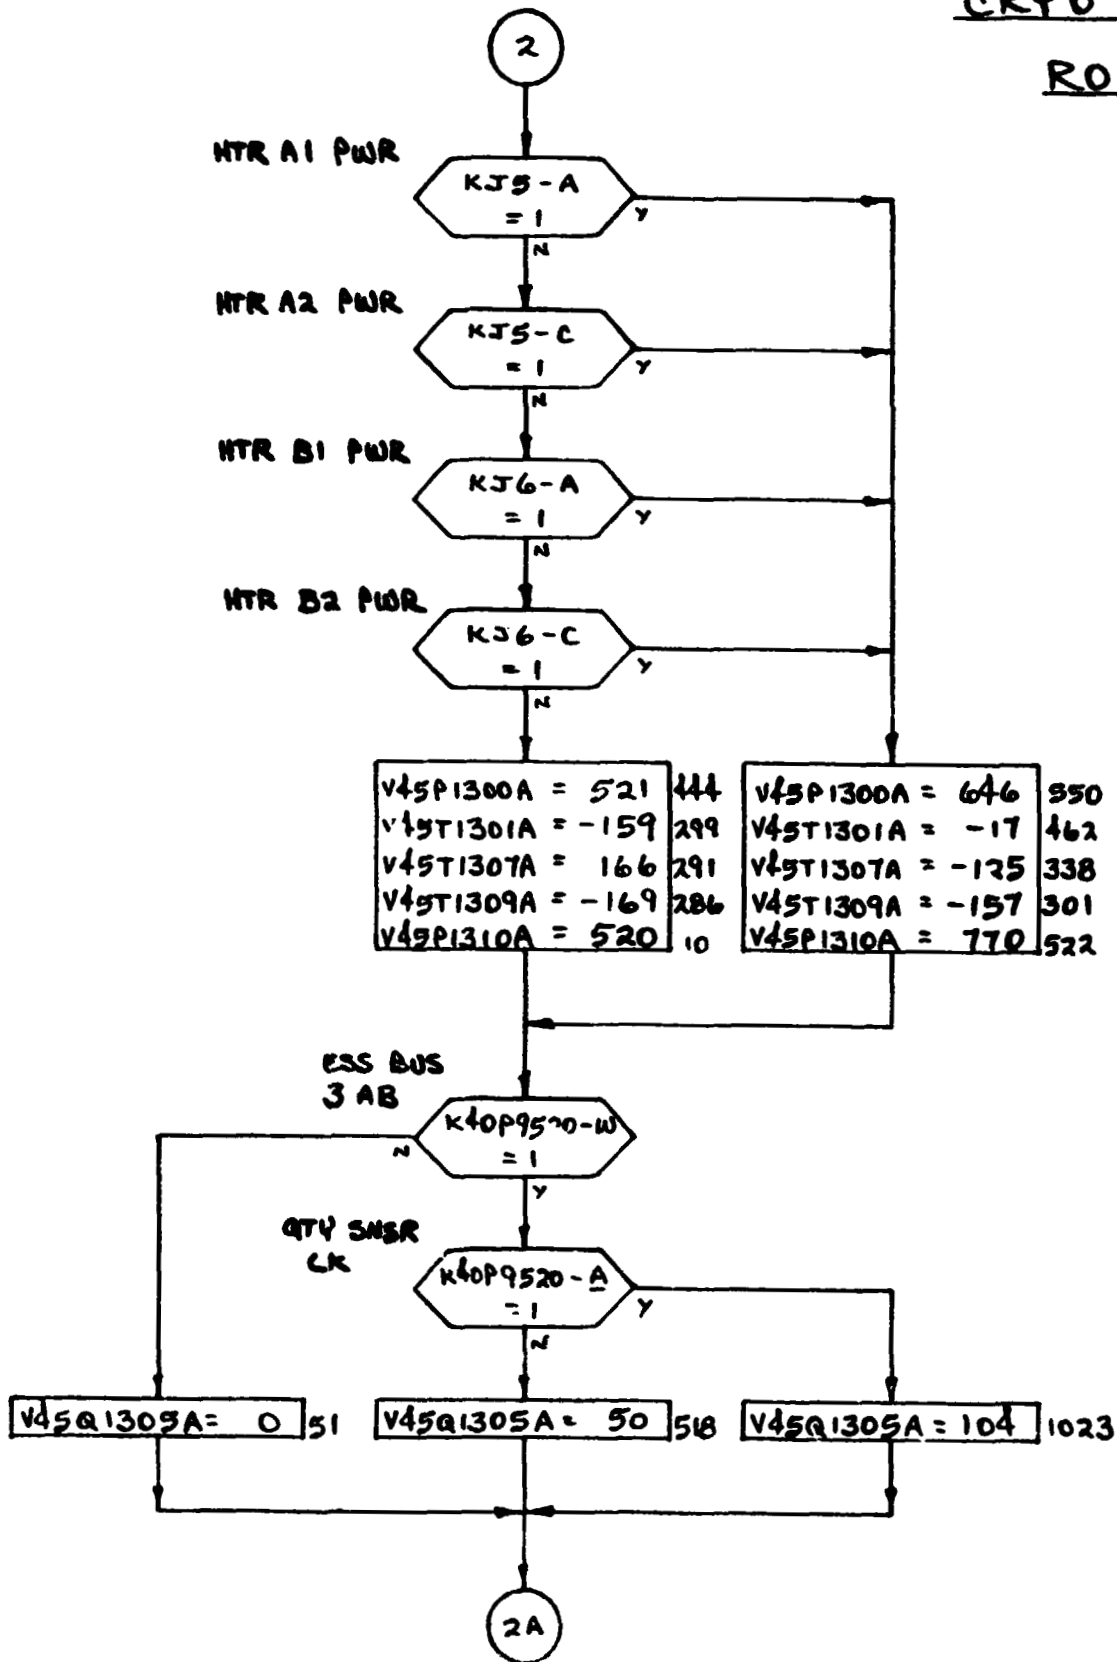 CRYO
RO
2
HTR A1 PWR
KJ5-A
= 1
Y
N
HTR A2 PWR
KJ5-C
= 1
Y
N
HTR B1 PWR
KJ6-A
= 1
Y
N
HTR B2 PWR
KJ6-C
= 1
Y
N
V45P1300A = 521 444
V45T1301A = -159 299
V45T1307A = 166 291
V45T1309A = -169 286
V45P1310A = 520 10
V45P1300A = 646 550
V45T1301A = -17 462
V45T1307A = -125 338
V45T1309A = -157 301
V45P1310A = 770 522
ESS BUS
3 AB
K40P9520-W
= 1
N
Y
QTY SNSR
CK
K40P9520-A
= 1
Y
N
V45Q1305A= 0 51
V45Q1305A= 50 518
V45Q1305A = 104 1023
2A